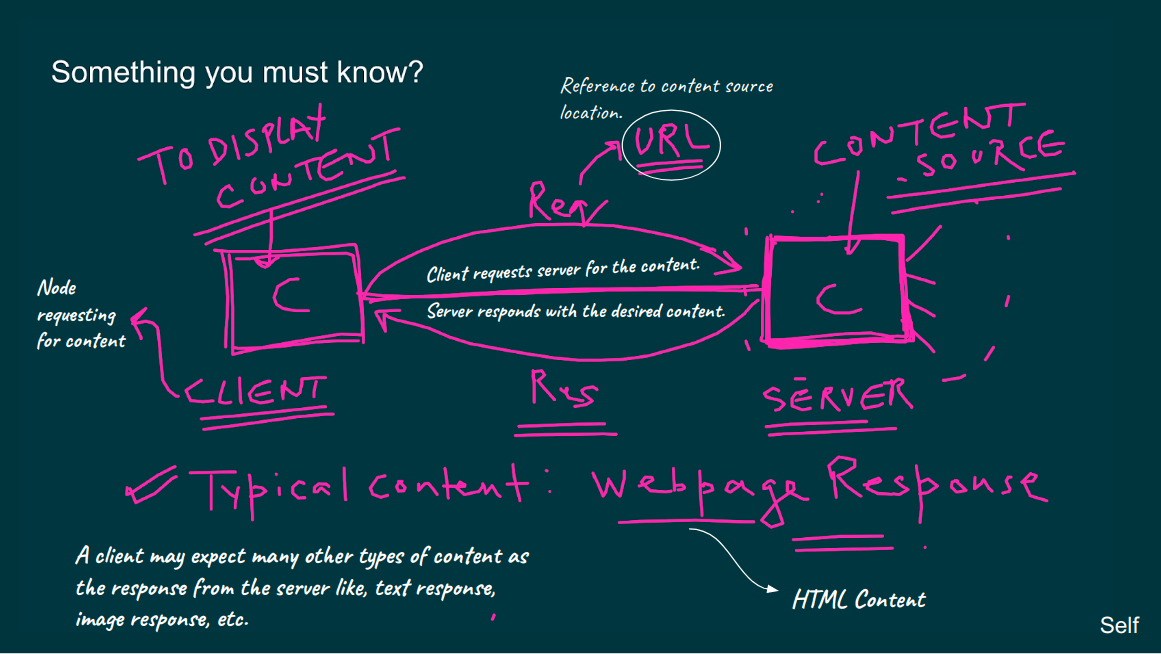 Something you must know?
Reference to content source
location.
URL
TO DISPLAY
CONTENT
CONTENT
SOURCE
Req
C
C
Client requests server for the content.
Server responds with the desired content.
Node
requesting
for content
CLIENT
Res
SERVER
Typical Content : Webpage Response
A client may expect many other types of content as
the response from the server like, text response,
image response, etc.
HTML Content
Self